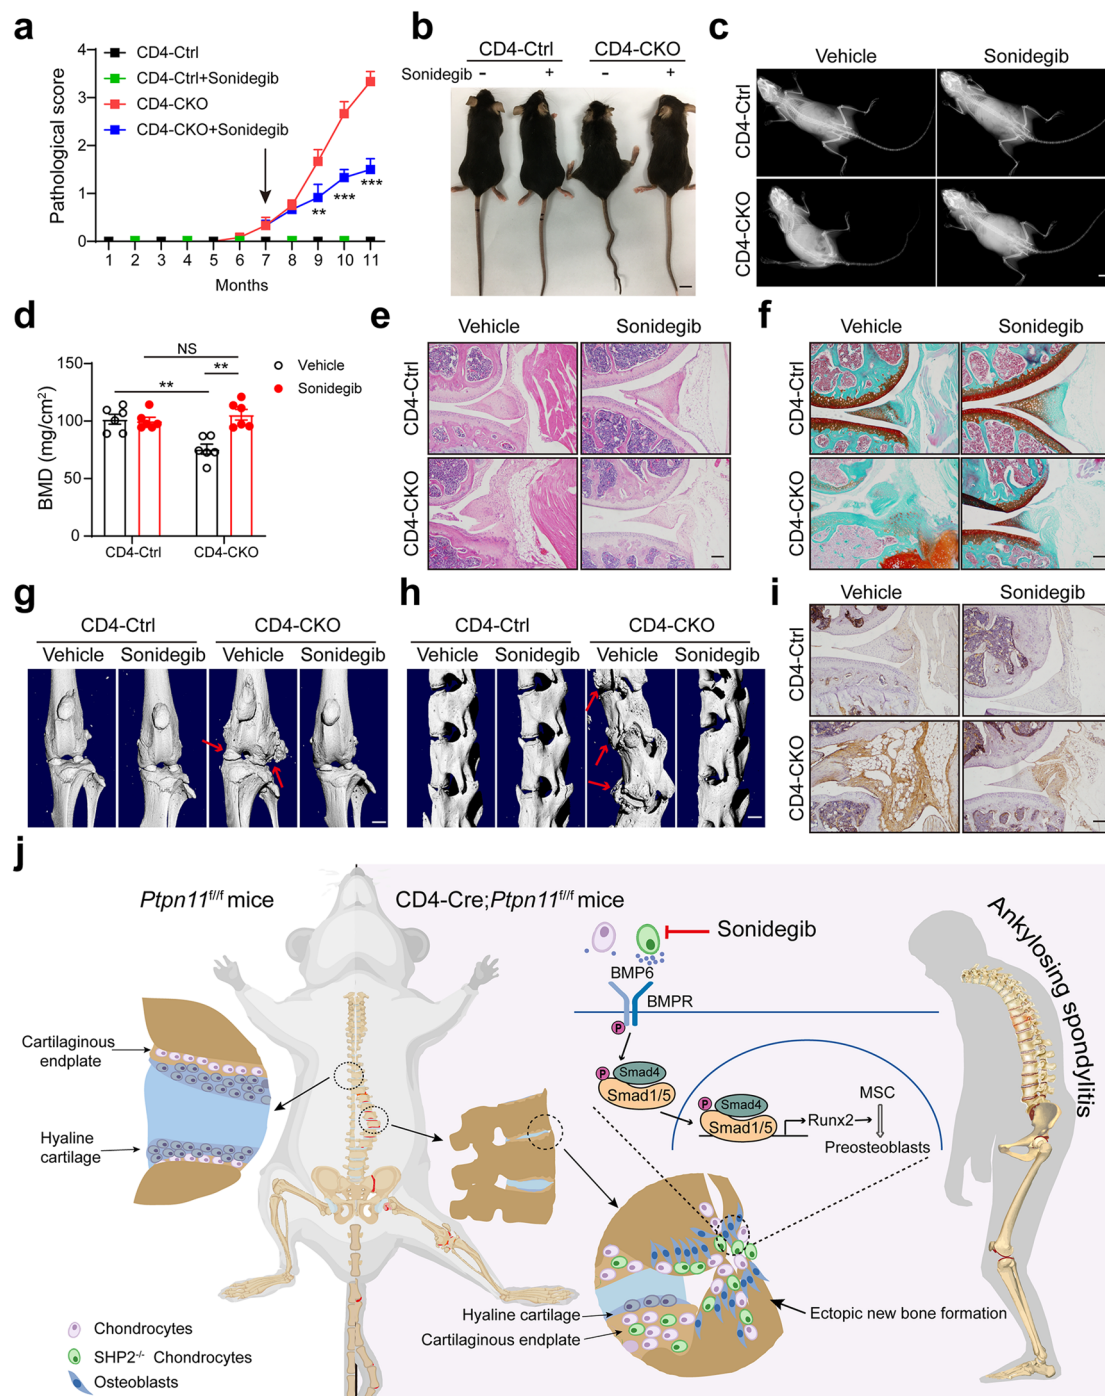 a
CD4-Ctrl
CD4-Ctrl+Sonidegib
CD4-CKO
CD4-CKO+Sonidegib
Pathological score
4
3
2
1
0
** *** ***
1 2 3 4 5 6 7 8 9 10 11
Months
b
CD4-Ctrl CD4-CKO
Sonidegib - + - +
c
Vehicle Sonidegib
CD4-Ctrl
CD4-CKO
d
BMD (mg/cm²)
150
100
50
0
NS
** **
Vehicle
Sonidegib
CD4-Ctrl CD4-CKO
e
Vehicle Sonidegib
CD4-Ctrl
CD4-CKO
f
Vehicle Sonidegib
CD4-Ctrl
CD4-CKO
g
CD4-Ctrl CD4-CKO
Vehicle Sonidegib Vehicle Sonidegib
h
CD4-Ctrl CD4-CKO
Vehicle Sonidegib Vehicle Sonidegib
i
Vehicle Sonidegib
CD4-Ctrl
CD4-CKO
j
Ptpn11f/f mice
CD4-Cre;Ptpn11f/f mice
Sonidegib
BMP6
BMPR
P
P
Smad4
Smad1/5
P
Smad4
Smad1/5
Runx2
MSC
Preosteoblasts
Ankylosing spondylitis
Cartilaginous
endplate
Hyaline
cartilage
Hyaline cartilage
Cartilaginous endplate
Ectopic new bone formation
Chondrocytes
SHP2-/- Chondrocytes
Osteoblasts